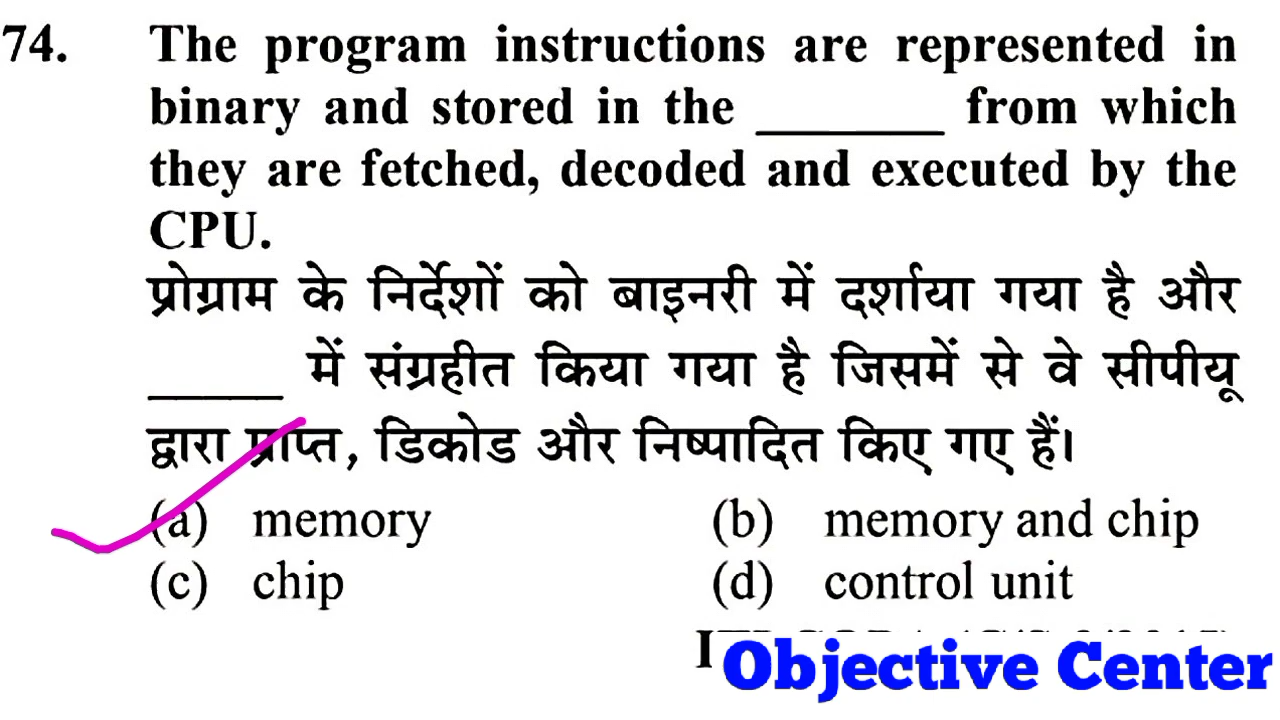 74. The program instructions are represented in
binary and stored in the ________ from which
they are fetched, decoded and executed by the
CPU.
प्रोग्राम के निर्देशों को बाइनरी में दर्शाया गया है और
_____ में संग्रहीत किया गया है जिसमें से वे सीपीयू
द्वारा प्राप्त, डिकोड और निष्पादित किए गए हैं।
(a) memory (b) memory and chip
(c) chip (d) control unit
Objective Center